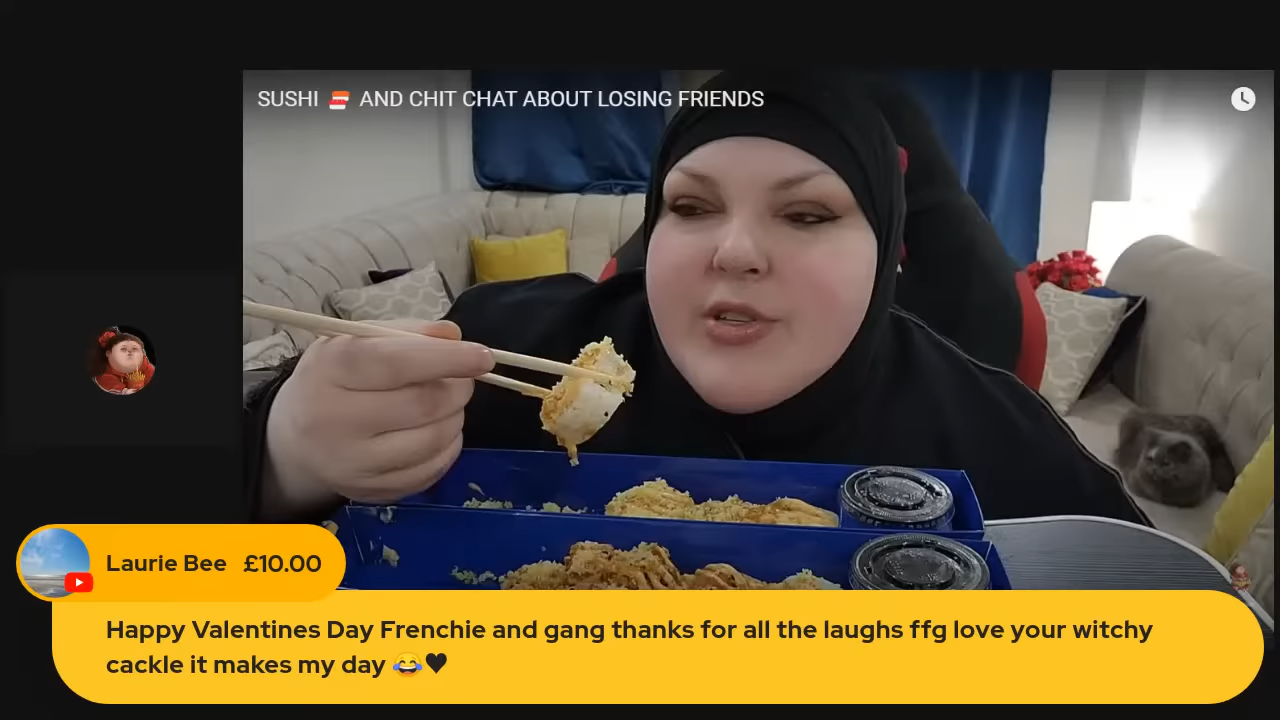 SUSHI 🍣 AND CHIT CHAT ABOUT LOSING FRIENDS
Laurie Bee £10.00
Happy Valentines Day Frenchie and gang thanks for all the laughs ffg love your witchy
cackle it makes my day 😂♥